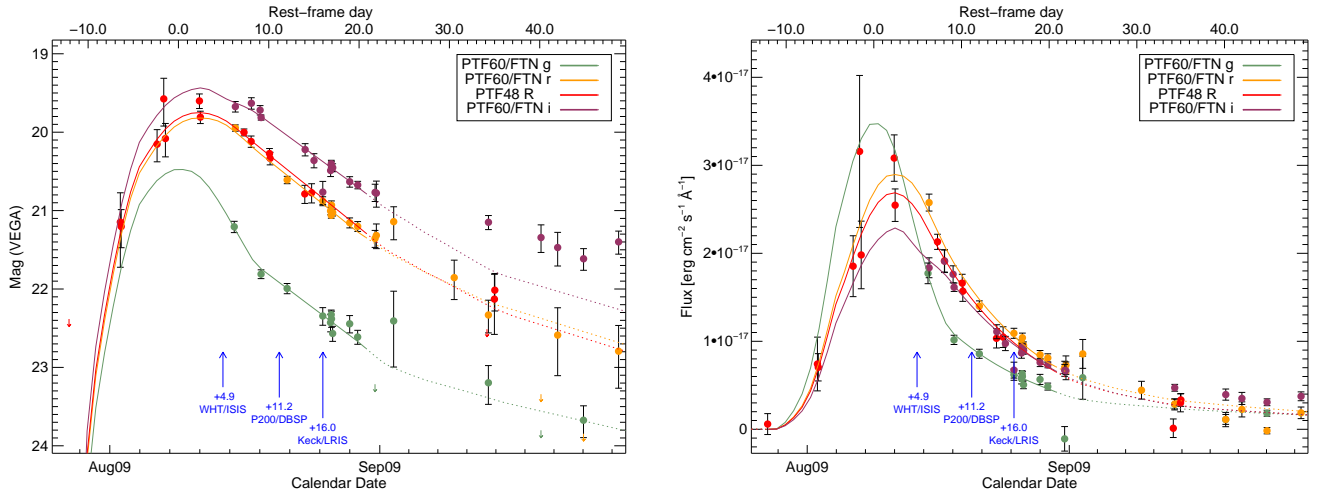 Rest-frame day
-10.0 0.0 10.0 20.0 30.0 40.0
19
20
21
22
23
24
Mag (VEGA)
PTF60/FTN g
PTF60/FTN r
PTF48 R
PTF60/FTN i
+4.9
WHT/ISIS
+11.2
P200/DBSP
+16.0
Keck/LRIS
Aug09 Sep09
Calendar Date
Rest-frame day
-10.0 0.0 10.0 20.0 30.0 40.0
4•10⁻¹⁷
3•10⁻¹⁷
2•10⁻¹⁷
1•10⁻¹⁷
0
Flux [erg cm⁻² s⁻¹ Å⁻¹]
PTF60/FTN g
PTF60/FTN r
PTF48 R
PTF60/FTN i
+4.9
WHT/ISIS
+11.2
P200/DBSP
+16.0
Keck/LRIS
Aug09 Sep09
Calendar Date